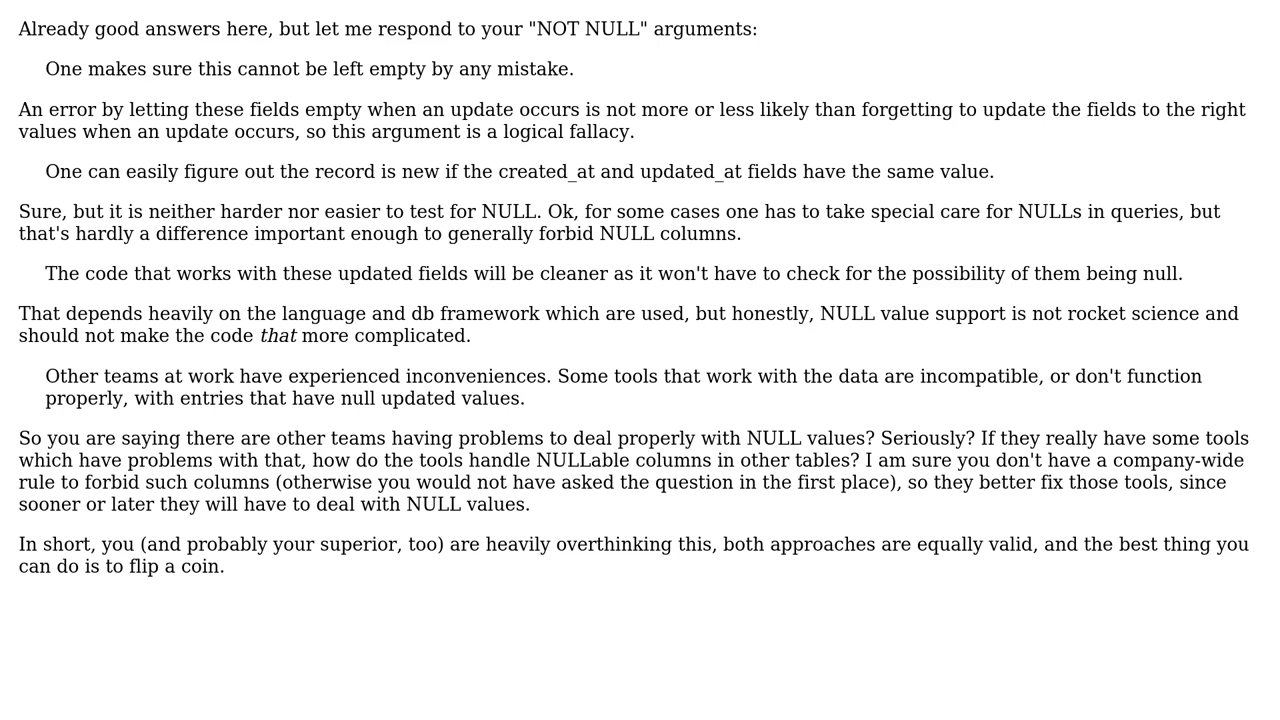 Already good answers here, but let me respond to your "NOT NULL" arguments:
One makes sure this cannot be left empty by any mistake.
An error by letting these fields empty when an update occurs is not more or less likely than forgetting to update the fields to the right
values when an update occurs, so this argument is a logical fallacy.
One can easily figure out the record is new if the created_at and updated_at fields have the same value.
Sure, but it is neither harder nor easier to test for NULL. Ok, for some cases one has to take special care for NULLs in queries, but
that's hardly a difference important enough to generally forbid NULL columns.
The code that works with these updated fields will be cleaner as it won't have to check for the possibility of them being null.
That depends heavily on the language and db framework which are used, but honestly, NULL value support is not rocket science and
should not make the code that more complicated.
Other teams at work have experienced inconveniences. Some tools that work with the data are incompatible, or don't function
properly, with entries that have null updated values.
So you are saying there are other teams having problems to deal properly with NULL values? Seriously? If they really have some tools
which have problems with that, how do the tools handle NULLable columns in other tables? I am sure you don't have a company-wide
rule to forbid such columns (otherwise you would not have asked the question in the first place), so they better fix those tools, since
sooner or later they will have to deal with NULL values.
In short, you (and probably your superior, too) are heavily overthinking this, both approaches are equally valid, and the best thing you
can do is to flip a coin.